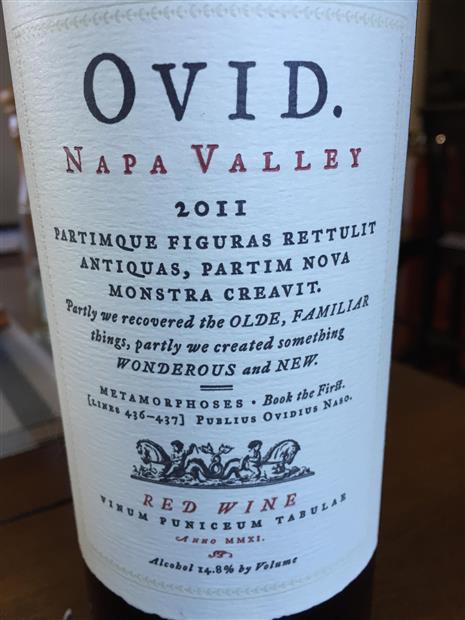 OVID.
NAPA VALLEY
2011
PARTIMQUE FIGURAS RETTULIT
ANTIQUAS, PARTIM NOVA
MONSTRA CREAVIT.
Partly we recovered the OLDE, FAMILIAR
things, partly we created something
WONDEROUS and NEW.
METAMORPHOSES • Book the First.
[LINES 436–437] PUBLIUS OVIDIUS NASO.
RED WINE
VINUM PUNICEUM TABULAE
ANNO MMXI.
Alcohol 14.8% by Volume